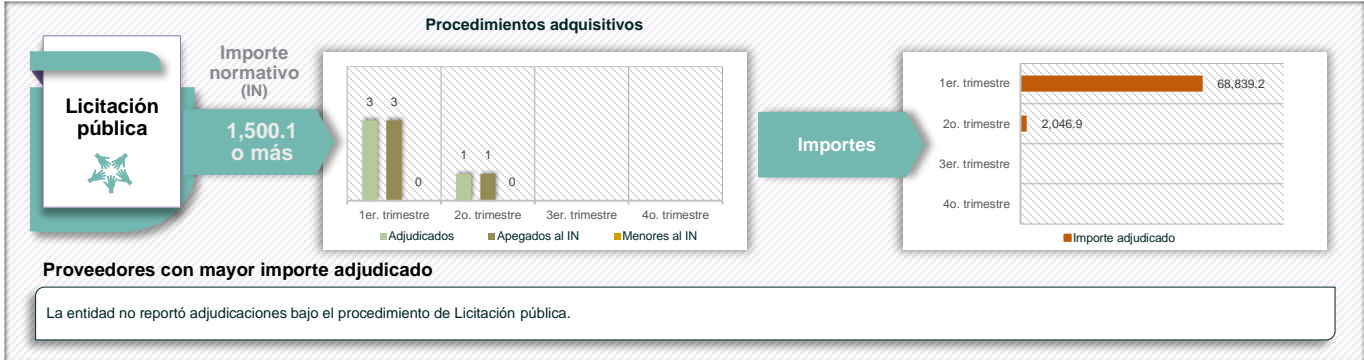 Procedimientos adquisitivos
Licitación
pública
Importe
normativo
(IN)
1,500.1
o más
3 3 0
1 1 0
1er. trimestre 2o. trimestre 3er. trimestre 4o. trimestre
Adjudicados Apegados al IN Menores al IN
Importes
1er. trimestre 68,839.2
2o. trimestre 2,046.9
3er. trimestre
4o. trimestre
Importe adjudicado
Proveedores con mayor importe adjudicado
La entidad no reportó adjudicaciones bajo el procedimiento de Licitación pública.